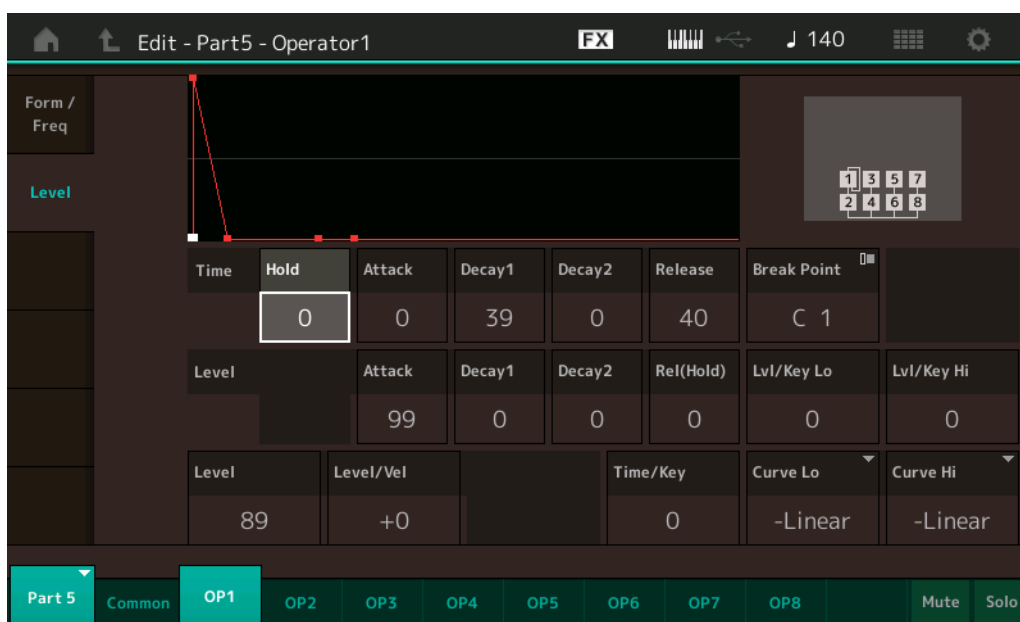 Edit - Part5 - Operator1 FX ♩ 140
Form /
Freq
Level
1 3 5 7
2 4 6 8
Time Hold Attack Decay1 Decay2 Release Break Point
0 0 39 0 40 C 1
Level Attack Decay1 Decay2 Rel(Hold) Lvl/Key Lo Lvl/Key Hi
99 0 0 0 0 0
Level Level/Vel Time/Key Curve Lo Curve Hi
89 +0 0 -Linear -Linear
Part 5 Common OP1 OP2 OP3 OP4 OP5 OP6 OP7 OP8 Mute Solo